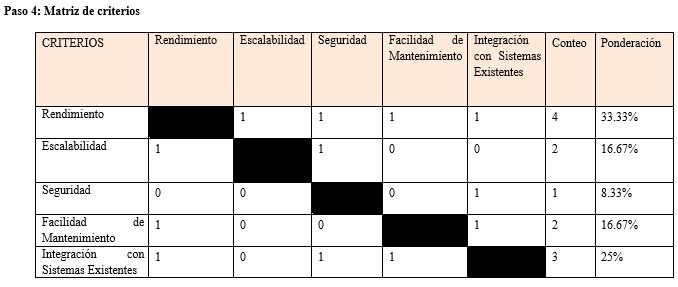 Paso 4: Matriz de criterios
CRITERIOS Rendimiento Escalabilidad Seguridad Facilidad de Mantenimiento Integración con Sistemas Existentes Conteo Ponderación
Rendimiento 1 1 1 1 4 33.33%
Escalabilidad 1 1 0 0 2 16.67%
Seguridad 0 0 0 1 1 8.33%
Facilidad de Mantenimiento 1 0 0 1 2 16.67%
Integración con Sistemas Existentes 1 0 1 1 3 25%